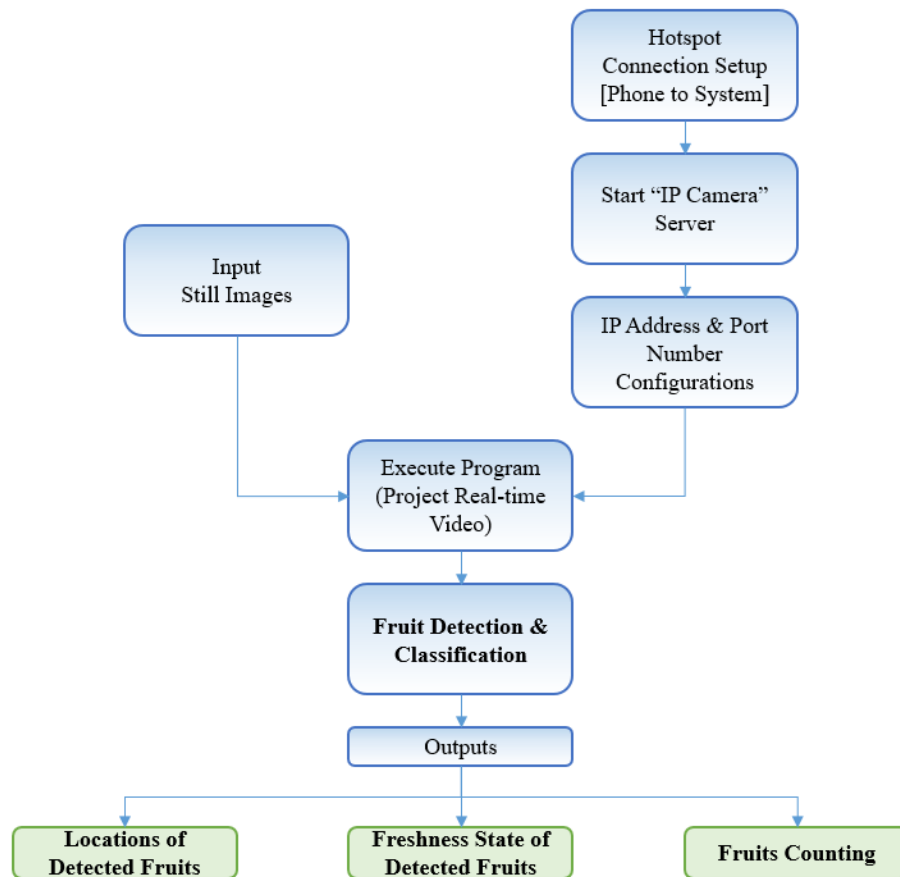 Hotspot
Connection Setup
[Phone to System]
Start “IP Camera”
Server
Input
Still Images
IP Address & Port
Number
Configurations
Execute Program
(Project Real-time
Video)
Fruit Detection &
Classification
Outputs
Locations of
Detected Fruits
Freshness State of
Detected Fruits
Fruits Counting